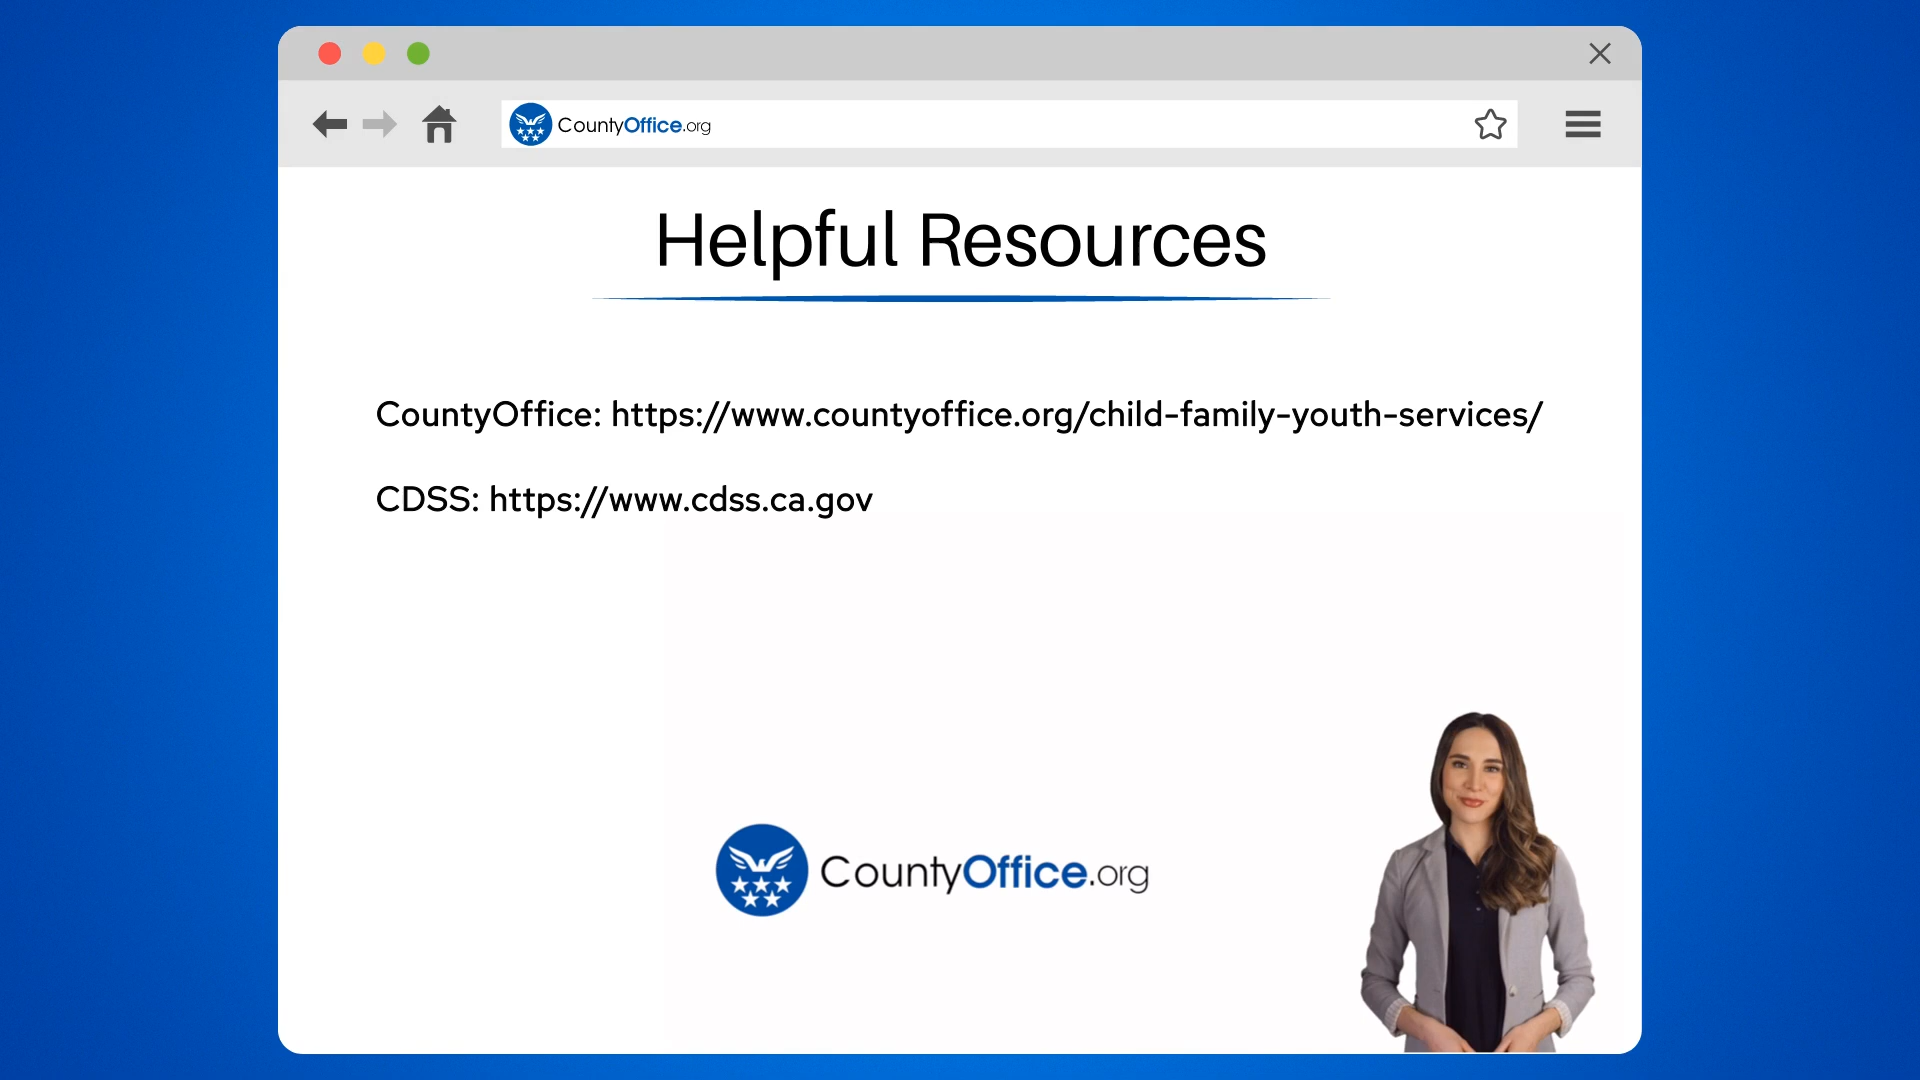 CountyOffice.org
Helpful Resources
CountyOffice: https://www.countyoffice.org/child-family-youth-services/
CDSS: https://www.cdss.ca.gov
CountyOffice.org